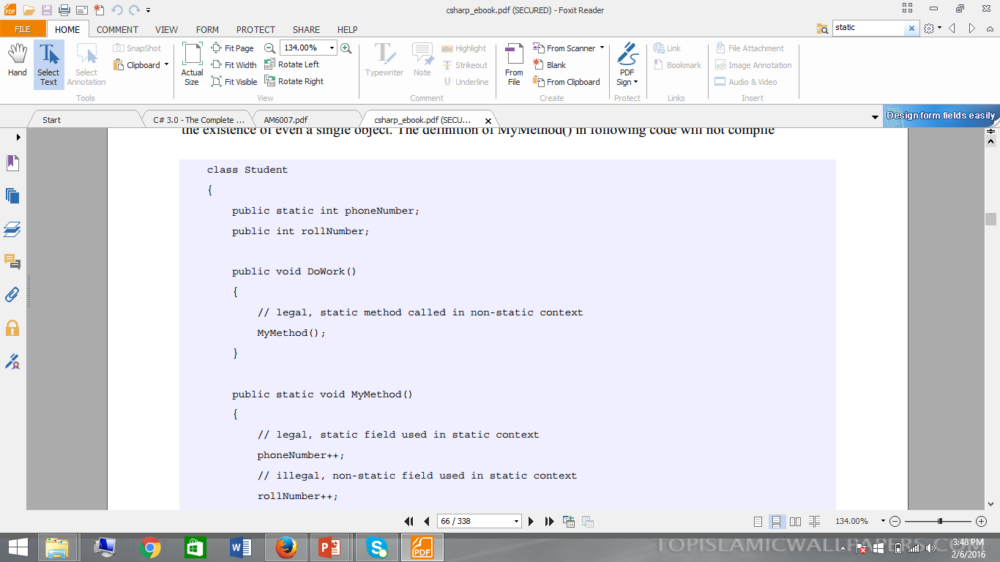 csharp_ebook.pdf (SECURED) - Foxit Reader
FILE HOME COMMENT VIEW FORM PROTECT SHARE HELP static
Hand
Select Text
Select Annotation
SnapShot
Clipboard
Tools
Actual Size
Fit Page
Fit Width
Fit Visible
134.00%
Rotate Left
Rotate Right
View
Typewriter
Note
Highlight
Strikeout
Underline
Comment
From File
From Scanner
Blank
From Clipboard
Create
PDF Sign
Protect
Link
Bookmark
Links
File Attachment
Image Annotation
Audio & Video
Insert
Start C# 3.0 - The Complete ... AM6007.pdf csharp_ebook.pdf (SECU... Design form fields easily
the existence of even a single object. The definition of MyMethod() in following code will not compile
class Student
{
public static int phoneNumber;
public int rollNumber;
public void DoWork()
{
// legal, static method called in non-static context
MyMethod();
}
public static void MyMethod()
{
// legal, static field used in static context
phoneNumber++;
// illegal, non-static field used in static context
rollNumber++;
66 / 338 134.00%
TOPISLAMICWALLPAPERS.COM
3:48 PM
2/6/2016